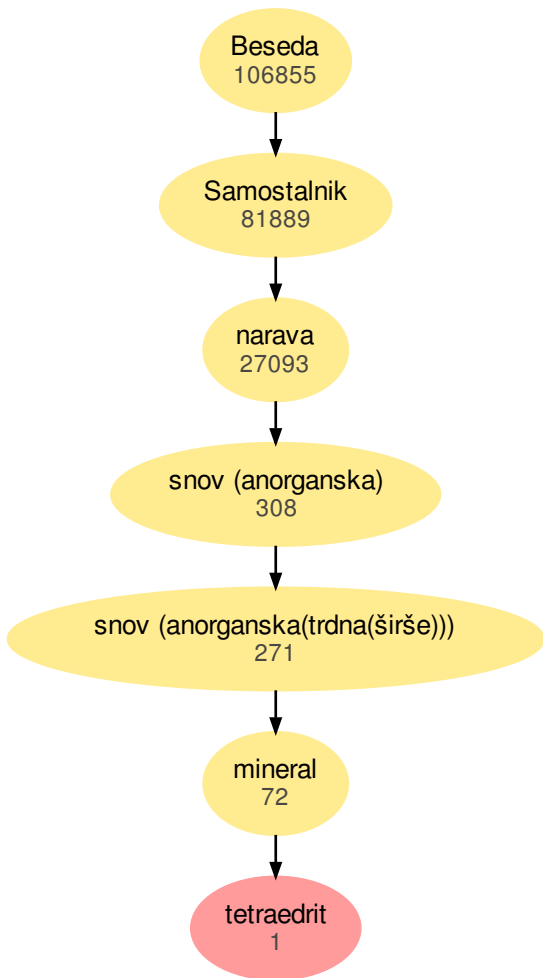 Beseda
106855
Samostalnik
81889
narava
27093
snov (anorganska)
308
snov (anorganska(trdna(širše)))
271
mineral
72
tetraedrit
1